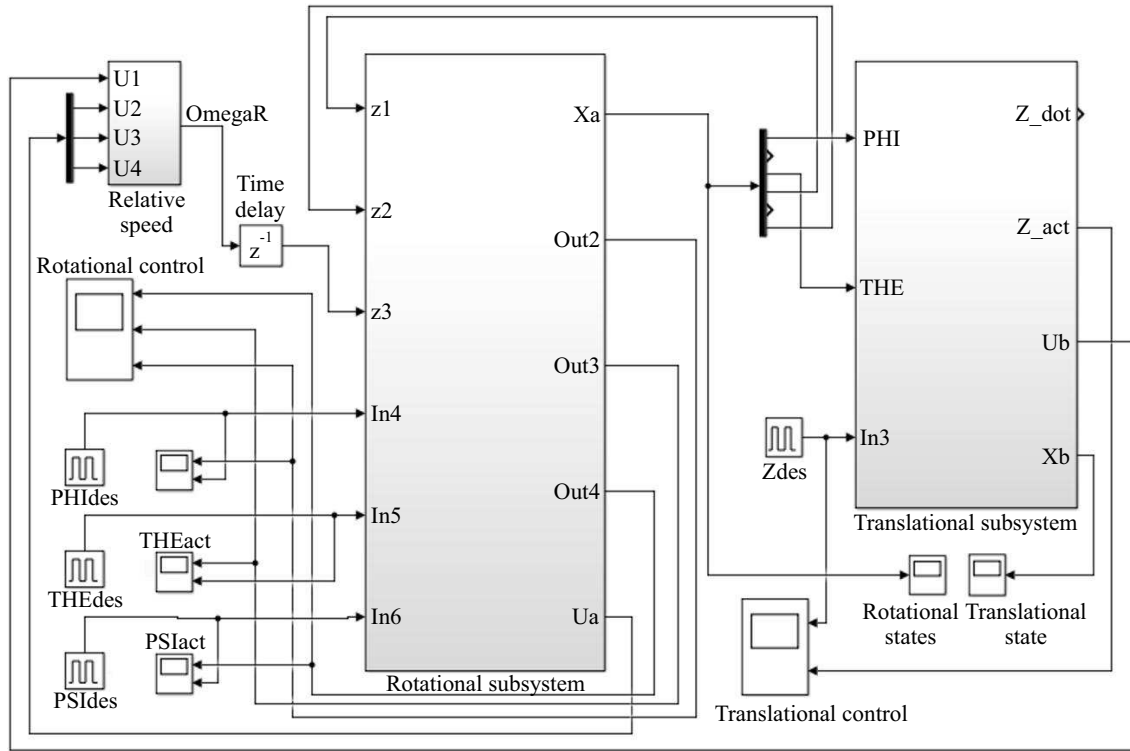 U1
U2
U3
U4
OmegaR
Relative
speed
Time
delay
z-1
Rotational control
PHIdes
THEact
THEdes
PSIact
PSIdes
z1
z2
z3
In4
In5
In6
Xa
Out2
Out3
Out4
Ua
Rotational subsystem
PHI
THE
In3
Z_dot
Z_act
Ub
Xb
Zdes
Translational subsystem
Rotational
states
Translational
state
Translational control